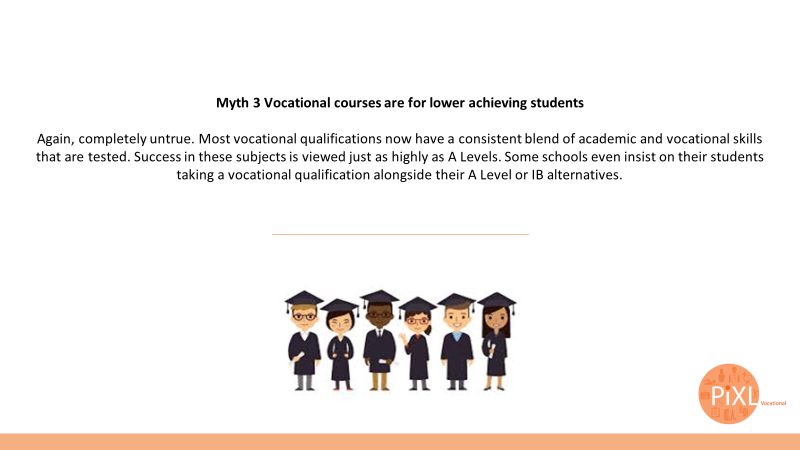 Myth 3 Vocational courses are for lower achieving students
Again, completely untrue. Most vocational qualifications now have a consistent blend of academic and vocational skills
that are tested. Success in these subjects is viewed just as highly as A Levels. Some schools even insist on their students
taking a vocational qualification alongside their A Level or IB alternatives.
PiXL Vocational